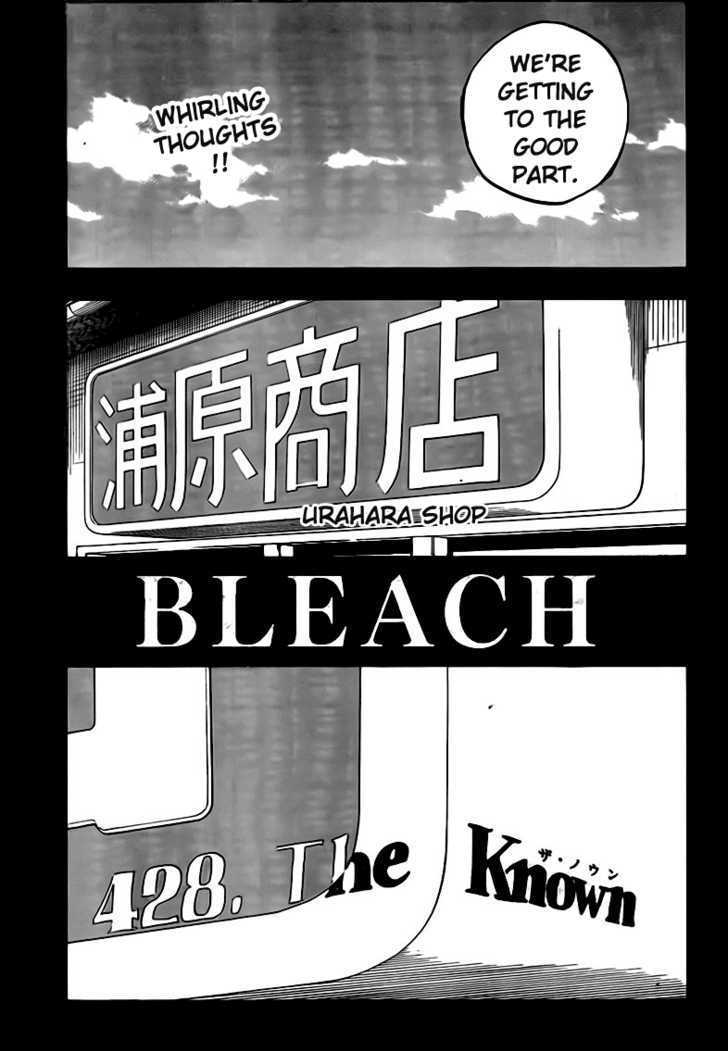 WE'RE
GETTING
TO THE
GOOD
PART.
WHIRLING
THOUGHTS
!!
浦原商店
URAHARA SHOP
BLEACH
428. The Known
ザ・ノウン